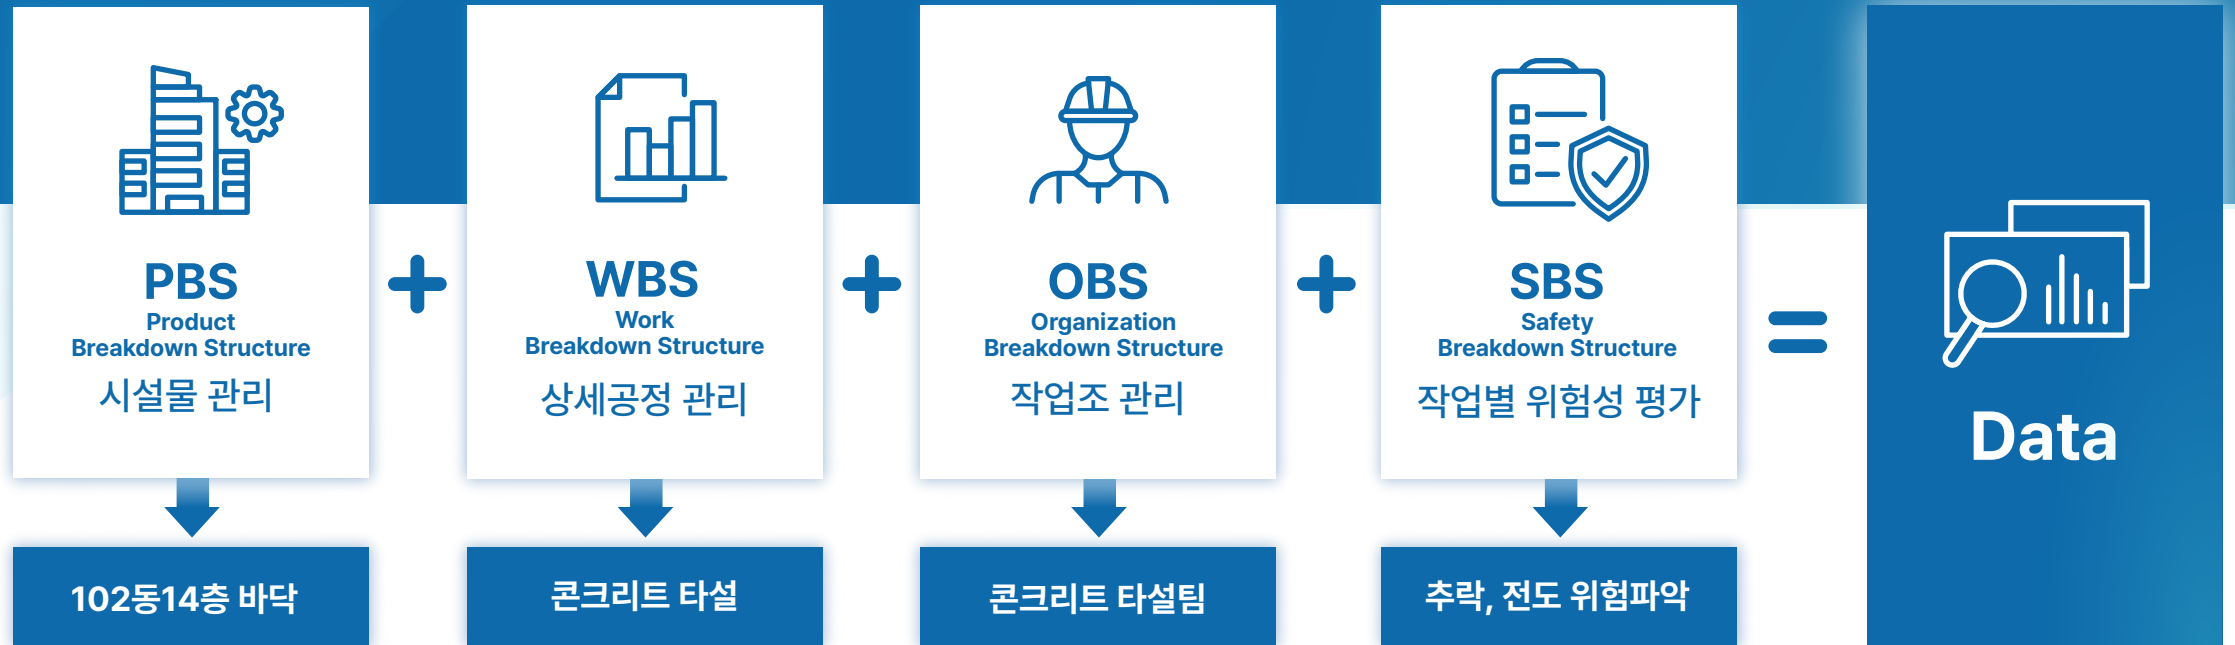 PBS
Product
Breakdown Structure
시설물 관리
102동14층 바닥
WBS
Work
Breakdown Structure
상세공정 관리
콘크리트 타설
OBS
Organization
Breakdown Structure
작업조 관리
콘크리트 타설팀
SBS
Safety
Breakdown Structure
작업별 위험성 평가
추락, 전도 위험파악
Data